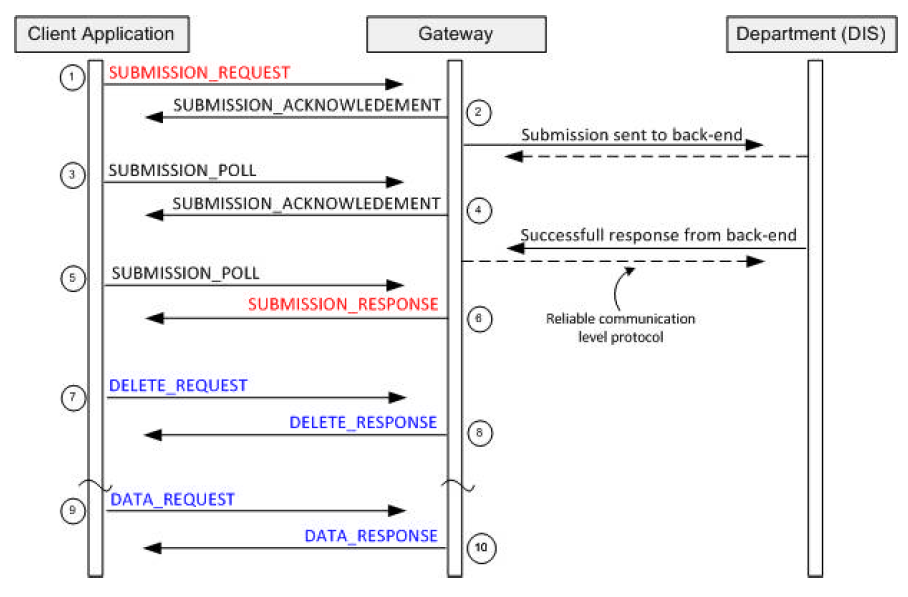 Client Application
Gateway
Department (DIS)
1
SUBMISSION_REQUEST
SUBMISSION_ACKNOWLEDEMENT
2
Submission sent to back-end
3
SUBMISSION_POLL
SUBMISSION_ACKNOWLEDEMENT
4
Successfull response from back-end
5
SUBMISSION_POLL
SUBMISSION_RESPONSE
6
Reliable communication
level protocol
7
DELETE_REQUEST
DELETE_RESPONSE
8
9
DATA_REQUEST
DATA_RESPONSE
10